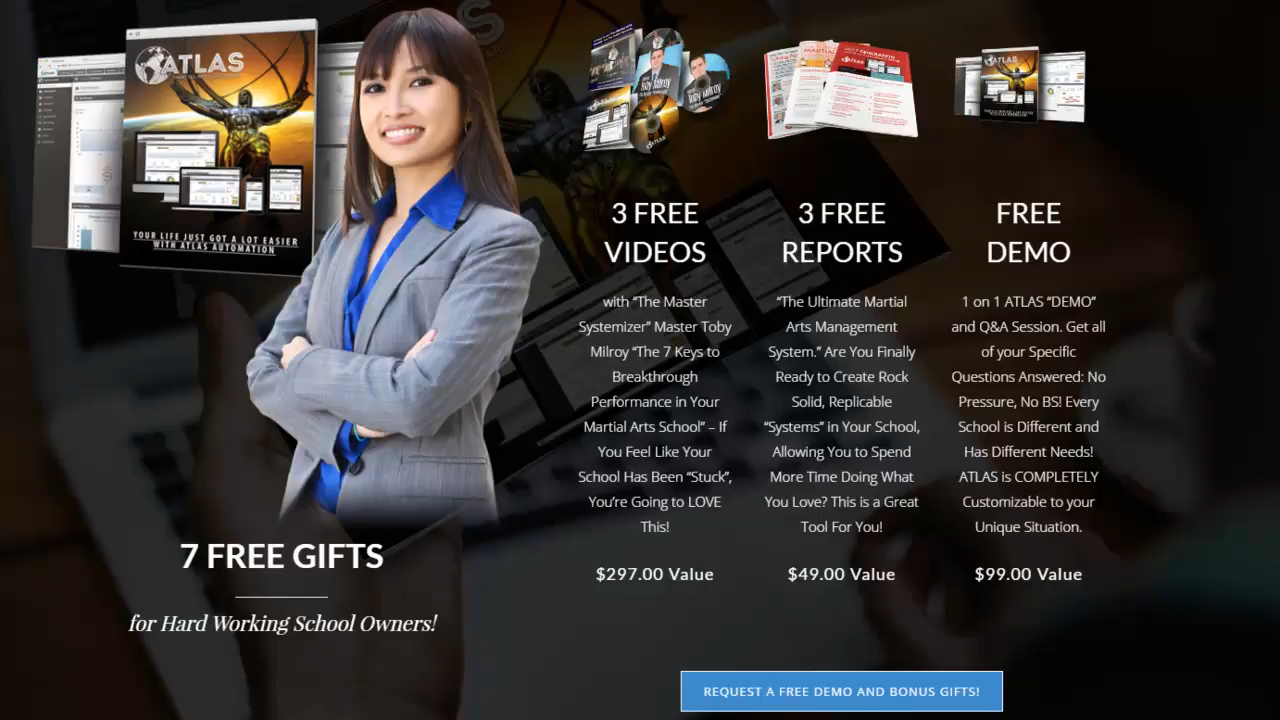 ATLAS
YOUR LIFE JUST GOT A LOT EASIER
WITH ATLAS AUTOMATION
7 FREE GIFTS
for Hard Working School Owners!
Toby Milroy
Toby Milroy
ATLAS
3 FREE
VIDEOS
with “The Master
Systemizer” Master Toby
Milroy “The 7 Keys to
Breakthrough
Performance in Your
Martial Arts School” – If
You Feel Like Your
School Has Been “Stuck”,
You’re Going to LOVE
This!
$297.00 Value
3 FREE
REPORTS
“The Ultimate Martial
Arts Management
System.” Are You Finally
Ready to Create Rock
Solid, Replicable
“Systems” in Your School,
Allowing You to Spend
More Time Doing What
You Love? This is a Great
Tool For You!
$49.00 Value
ATLAS
FREE
DEMO
1 on 1 ATLAS “DEMO”
and Q&A Session. Get all
of your Specific
Questions Answered: No
Pressure, No BS! Every
School is Different and
Has Different Needs!
ATLAS is COMPLETELY
Customizable to your
Unique Situation.
$99.00 Value
REQUEST A FREE DEMO AND BONUS GIFTS!